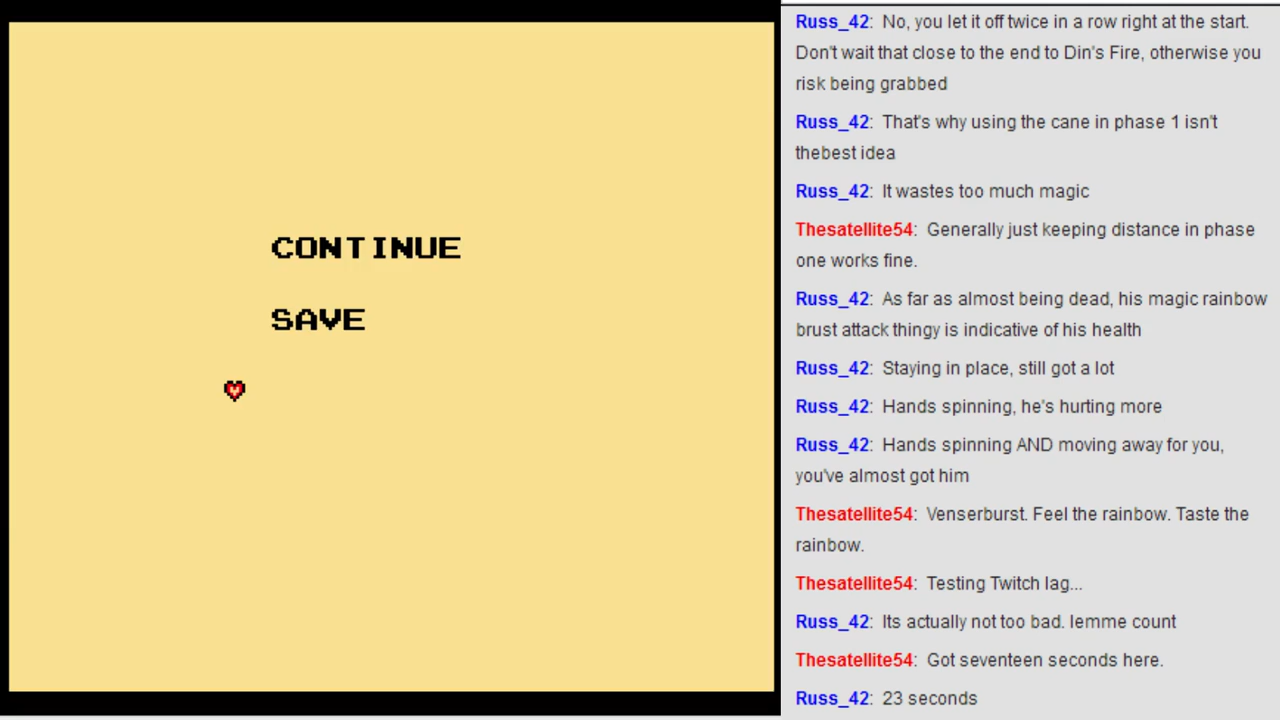 CONTINUE
SAVE
Russ_42: No, you let it off twice in a row right at the start.
Don't wait that close to the end to Din's Fire, otherwise you
risk being grabbed
Russ_42: That's why using the cane in phase 1 isn't
thebest idea
Russ_42: It wastes too much magic
Thesatellite54: Generally just keeping distance in phase
one works fine.
Russ_42: As far as almost being dead, his magic rainbow
brust attack thingy is indicative of his health
Russ_42: Staying in place, still got a lot
Russ_42: Hands spinning, he's hurting more
Russ_42: Hands spinning AND moving away for you,
you've almost got him
Thesatellite54: Venserburst. Feel the rainbow. Taste the
rainbow.
Thesatellite54: Testing Twitch lag...
Russ_42: Its actually not too bad. lemme count
Thesatellite54: Got seventeen seconds here.
Russ_42: 23 seconds